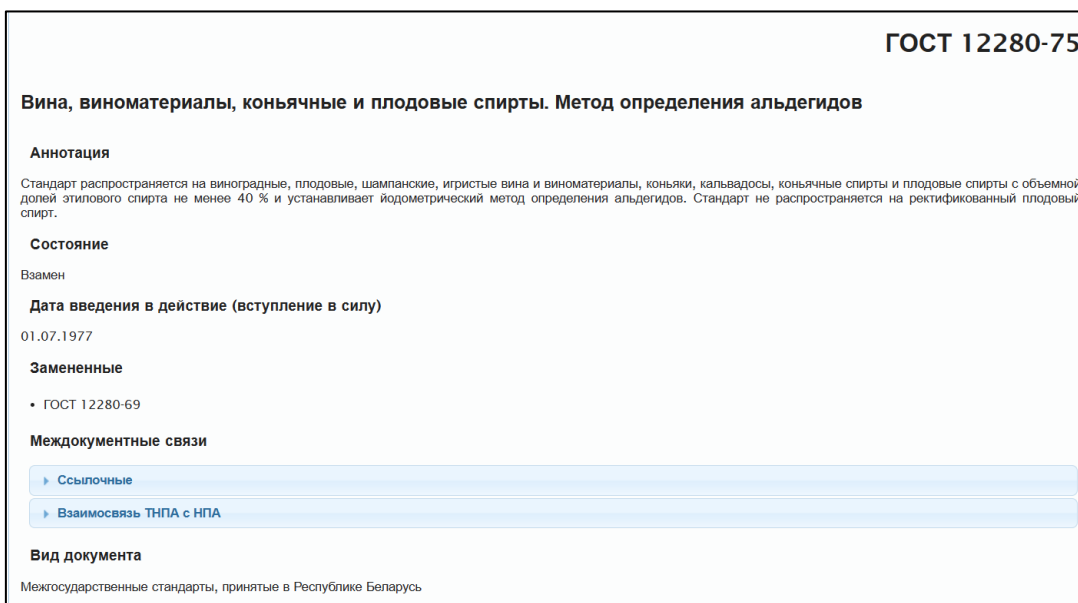 ГОСТ 12280-75
Вина, виноматериалы, коньячные и плодовые спирты. Метод определения альдегидов
Аннотация
Стандарт распространяется на виноградные, плодовые, шампанские, игристые вина и виноматериалы, коньяки, кальвадосы, коньячные спирты и плодовые спирты с объемной
долей этилового спирта не менее 40 % и устанавливает йодометрический метод определения альдегидов. Стандарт не распространяется на ректификованный плодовый
спирт.
Состояние
Взамен
Дата введения в действие (вступление в силу)
01.07.1977
Замененные
• ГОСТ 12280-69
Междокументные связи
Ссылочные
Взаимосвязь ТНПА с НПА
Вид документа
Межгосударственные стандарты, принятые в Республике Беларусь